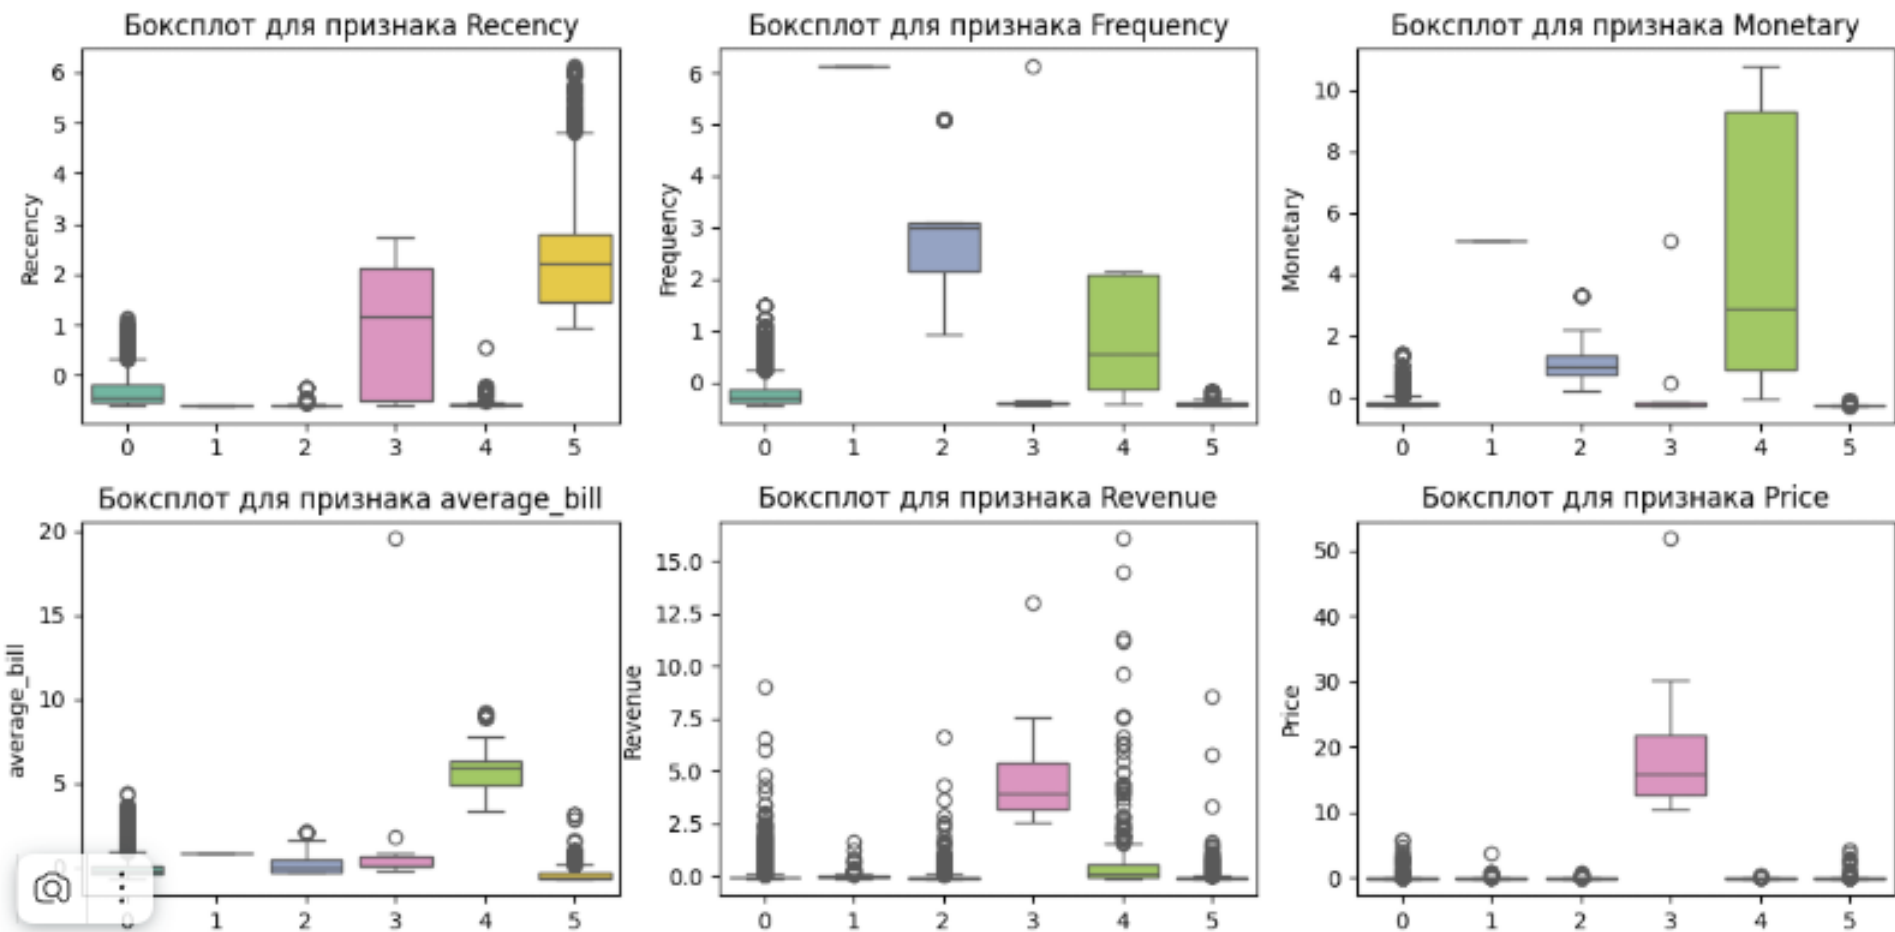 Боксплот для признака Recency
Recency
6
5
4
3
2
1
0
0 1 2 3 4 5
Боксплот для признака Frequency
Frequency
6
5
4
3
2
1
0
0 1 2 3 4 5
Боксплот для признака Monetary
Monetary
10
8
6
4
2
0
0 1 2 3 4 5
Боксплот для признака average_bill
average_bill
20
15
10
5
0
0 1 2 3 4 5
Боксплот для признака Revenue
Revenue
15.0
12.5
10.0
7.5
5.0
2.5
0.0
0 1 2 3 4 5
Боксплот для признака Price
Price
50
40
30
20
10
0
0 1 2 3 4 5